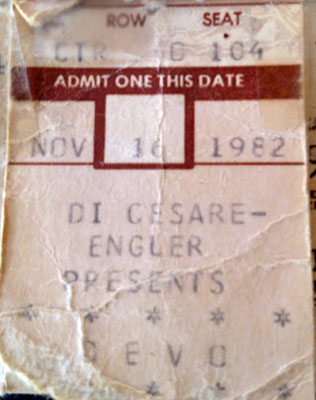 ROW SEAT
CTR D 104
ADMIT ONE THIS DATE
NOV 16 1982
DI CESARE-
ENGLER
PRESENTS
* * * * *
DEVO
* * *